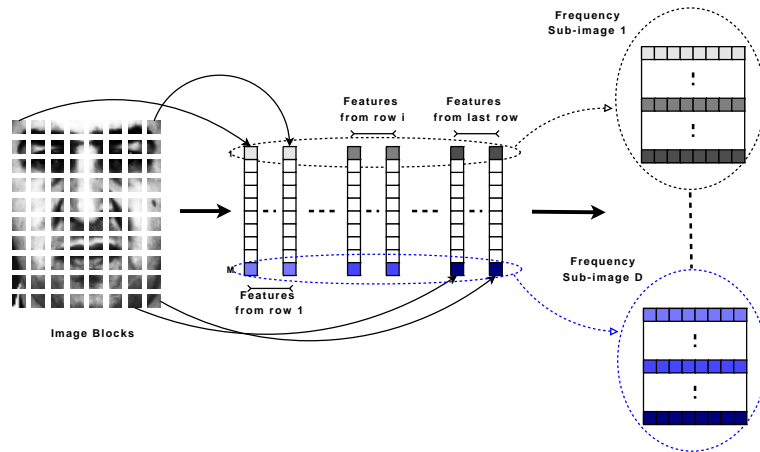 Frequency
Sub-image 1
Features
from row i
Features
from last row
M
Features
from row 1
Image Blocks
Frequency
Sub-image D